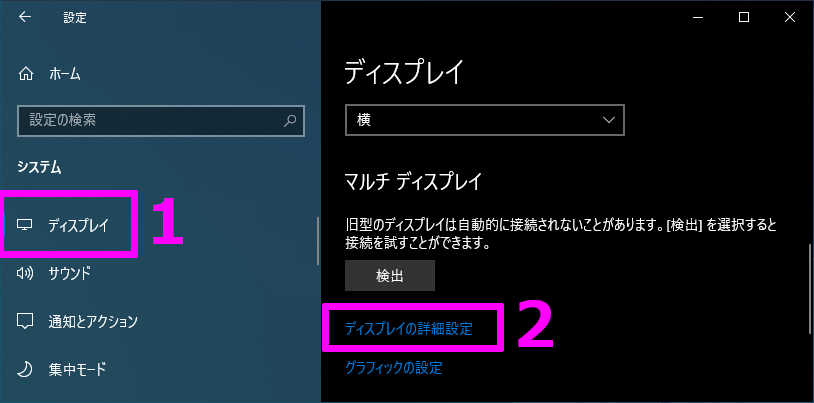 設定
ホーム
設定の検索
システム
ディスプレイ
1
サウンド
通知とアクション
集中モード
ディスプレイ
横
マルチ ディスプレイ
旧型のディスプレイは自動的に接続されないことがあります。[検出] を選択すると
接続を試すことができます。
検出
ディスプレイの詳細設定
2
グラフィックの設定